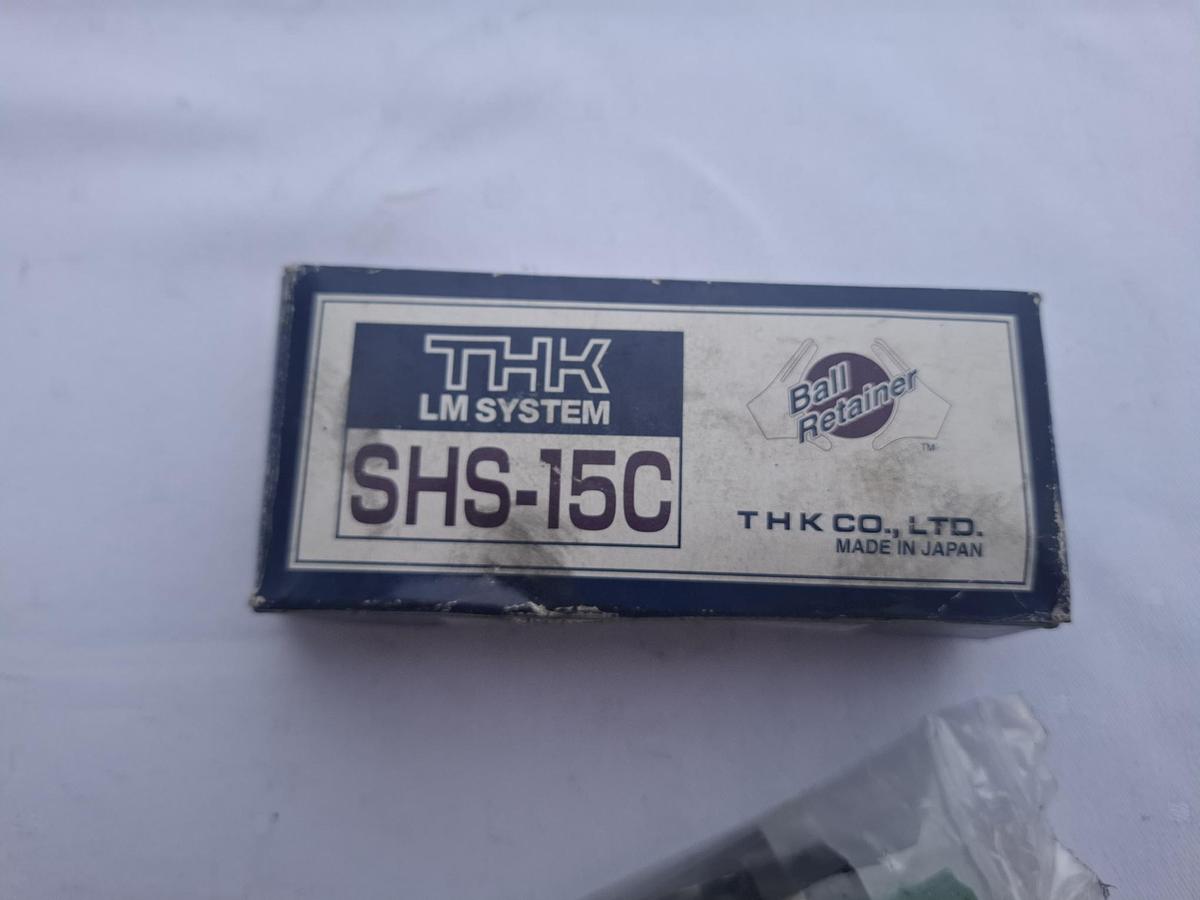 THK
LM SYSTEM
SHS-15C
Ball
Retainer
TM
THK CO., LTD.
MADE IN JAPAN